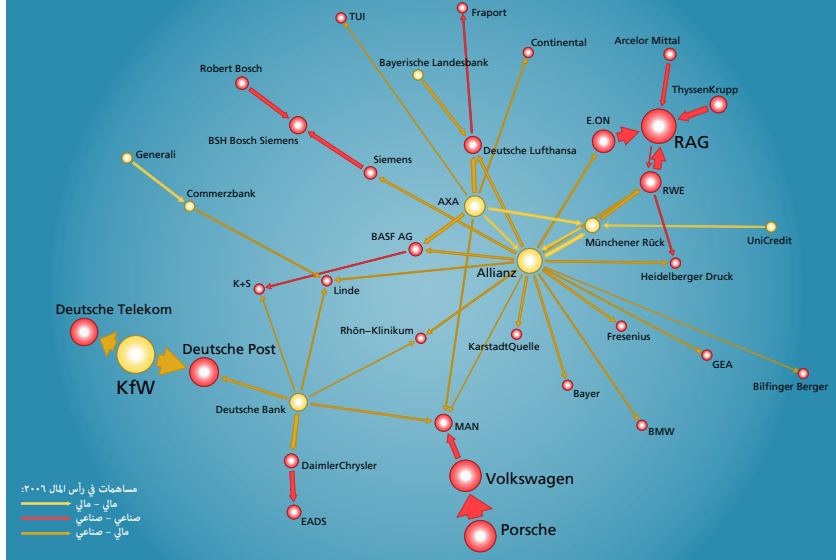 TUI
Fraport
Continental
Arcelor Mittal
Bayerische Landesbank
Robert Bosch
ThyssenKrupp
E.ON
RAG
BSH Bosch Siemens
Deutsche Lufthansa
Generali
Siemens
RWE
Commerzbank
AXA
BASF AG
Münchener Rück
UniCredit
Allianz
Heidelberger Druck
K+S
Linde
Deutsche Telekom
Rhön–Klinikum
KarstadtQuelle
Fresenius
Deutsche Post
GEA
KfW
Bilfinger Berger
Bayer
Deutsche Bank
MAN
BMW
DaimlerChrysler
Volkswagen
EADS
Porsche
مساهمات في رأس المال ٢٠٠٦:
مالي – مالي
صناعي – صناعي
مالي – صناعي